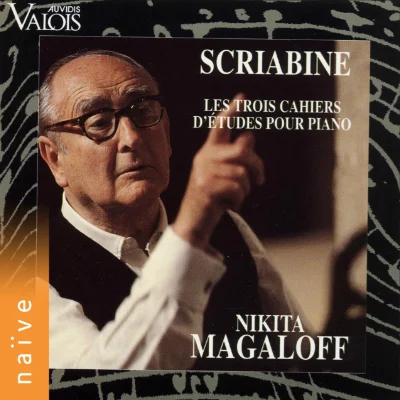 AUVIDIS
VALOIS
SCRIABINE
LES TROIS CAHIERS
D'ÉTUDES POUR PIANO
NIKITA
MAGALOFF
naïve